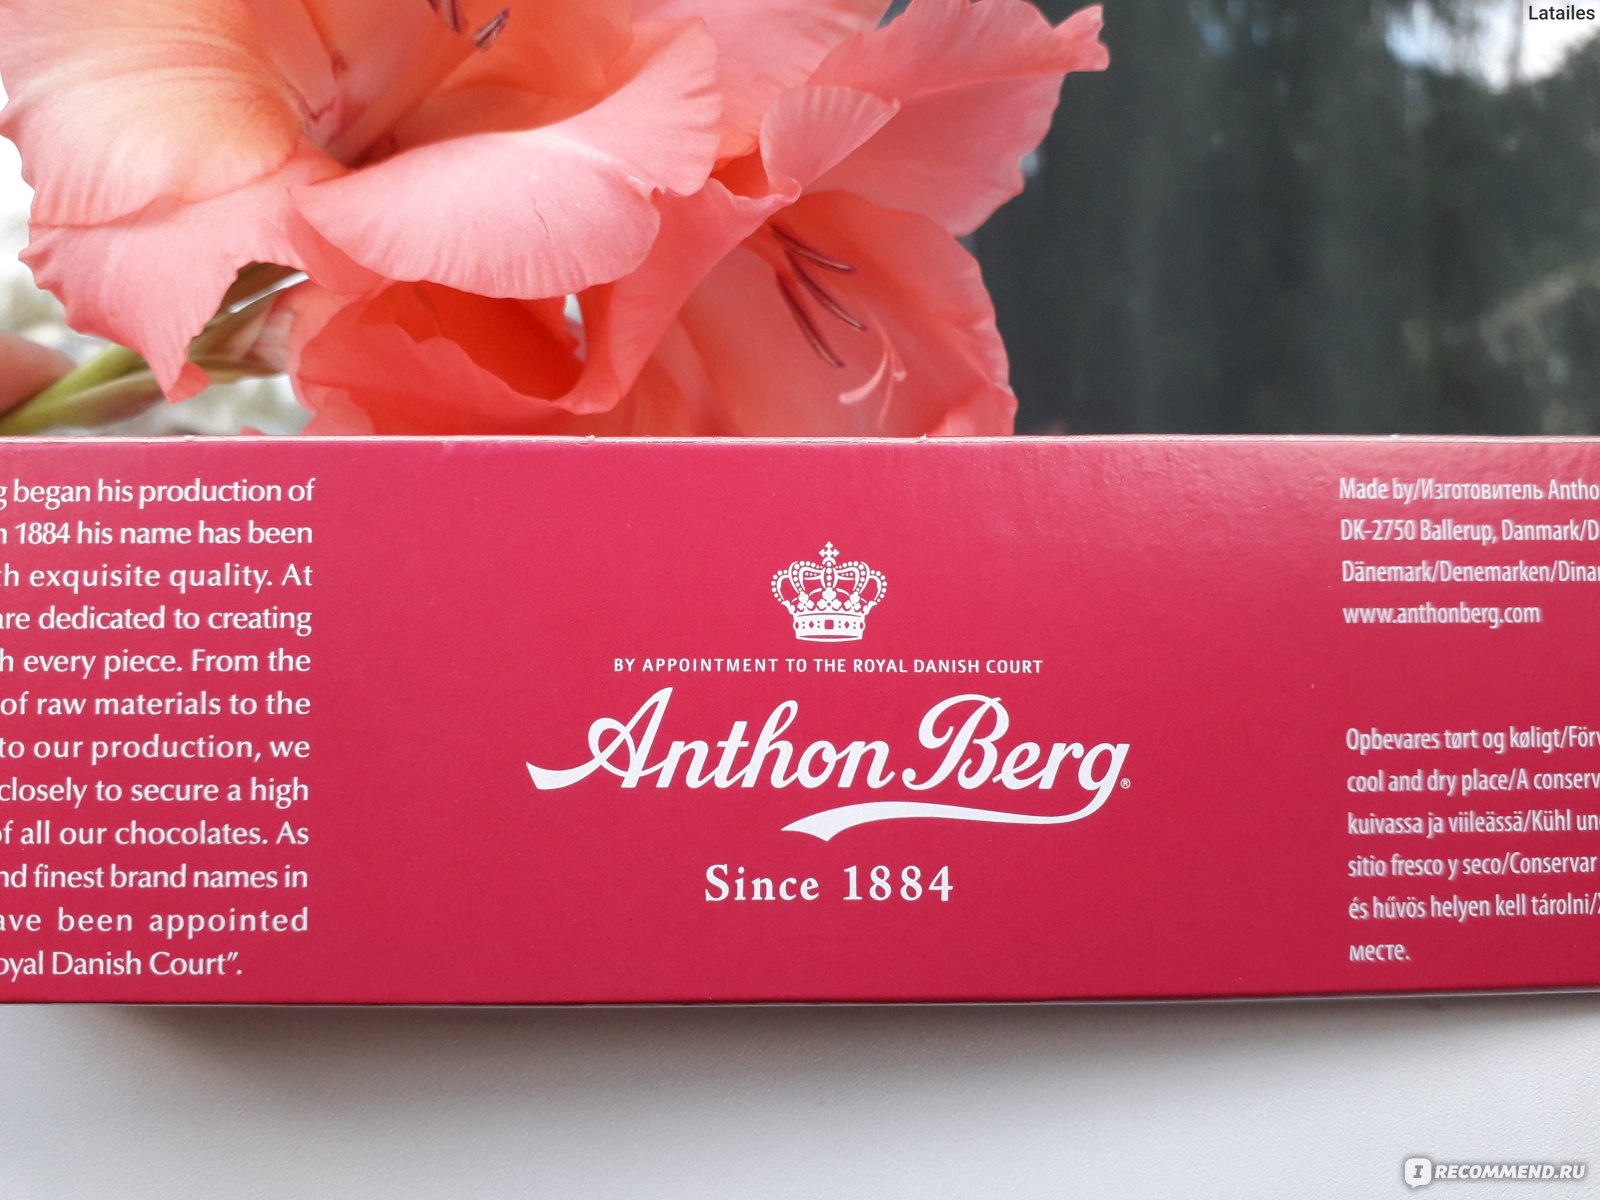 Latailes
g began his production of
1884 his name has been
exquisite quality. At
are dedicated to creating
every piece. From the
of raw materials to the
to our production, we
closely to secure a high
of all our chocolates. As
nd finest brand names in
ave been appointed
oyal Danish Court”.
BY APPOINTMENT TO THE ROYAL DANISH COURT
Anthon Berg®
Since 1884
Made by/Изготовитель Antho
DK-2750 Ballerup, Danmark/D
Dänemark/Denemarken/Dinar
www.anthonberg.com
Opbevares tørt og køligt/Förv
cool and dry place/A conserv
kuivassa ja viileässä/Kühl un
sitio fresco y seco/Conservar
és hűvös helyen kell tárolni/
месте.
IRECOMMEND.RU